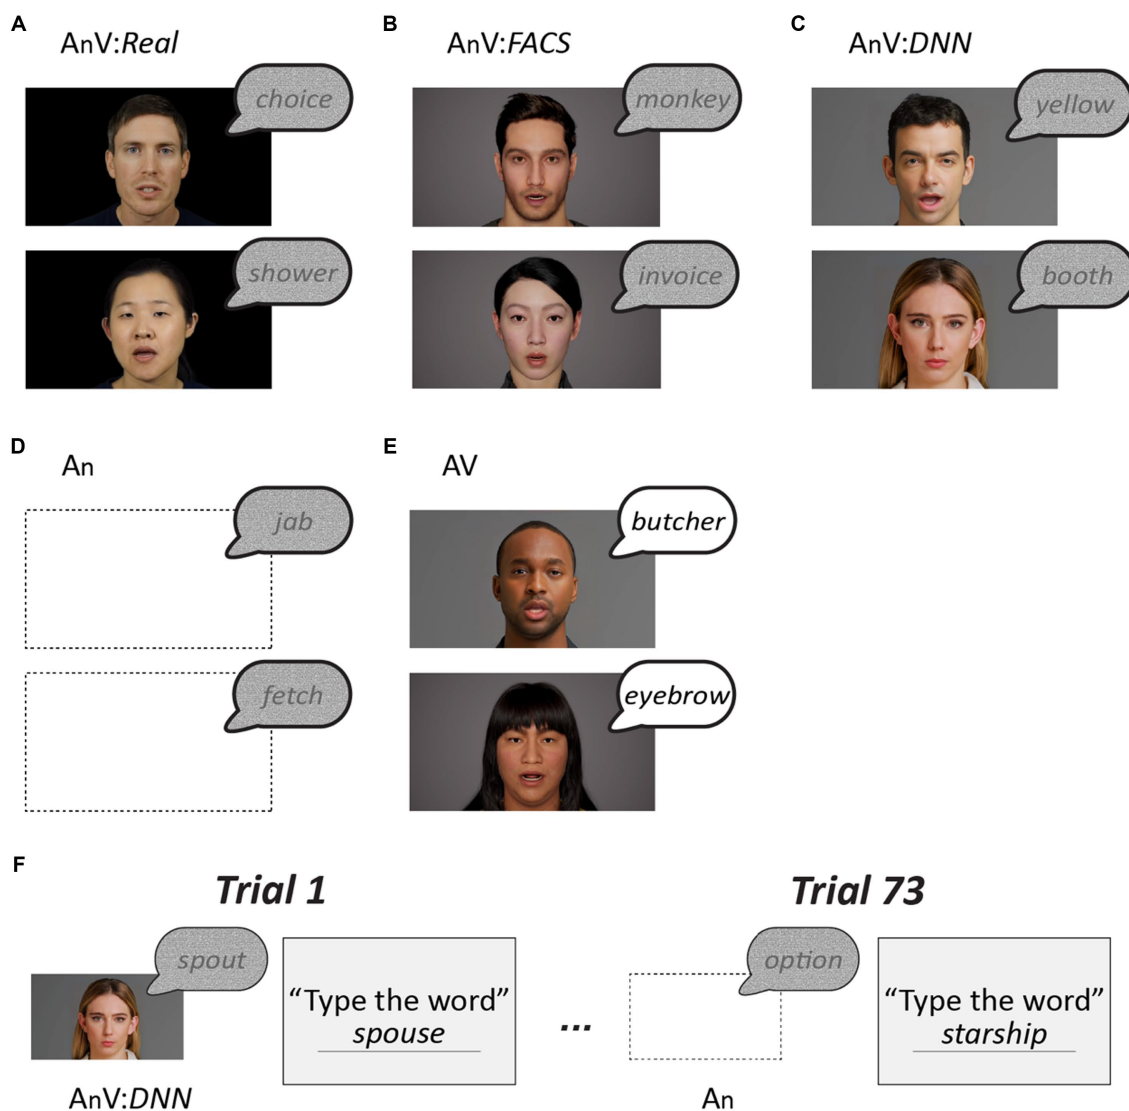 A
AnV:Real
choice
shower
B
AnV:FACS
monkey
invoice
C
AnV:DNN
yellow
booth
D
An
jab
fetch
E
AV
butcher
eyebrow
F
Trial 1
spout
“Type the word”
spouse
AnV:DNN
...
Trial 73
option
“Type the word”
starship
An